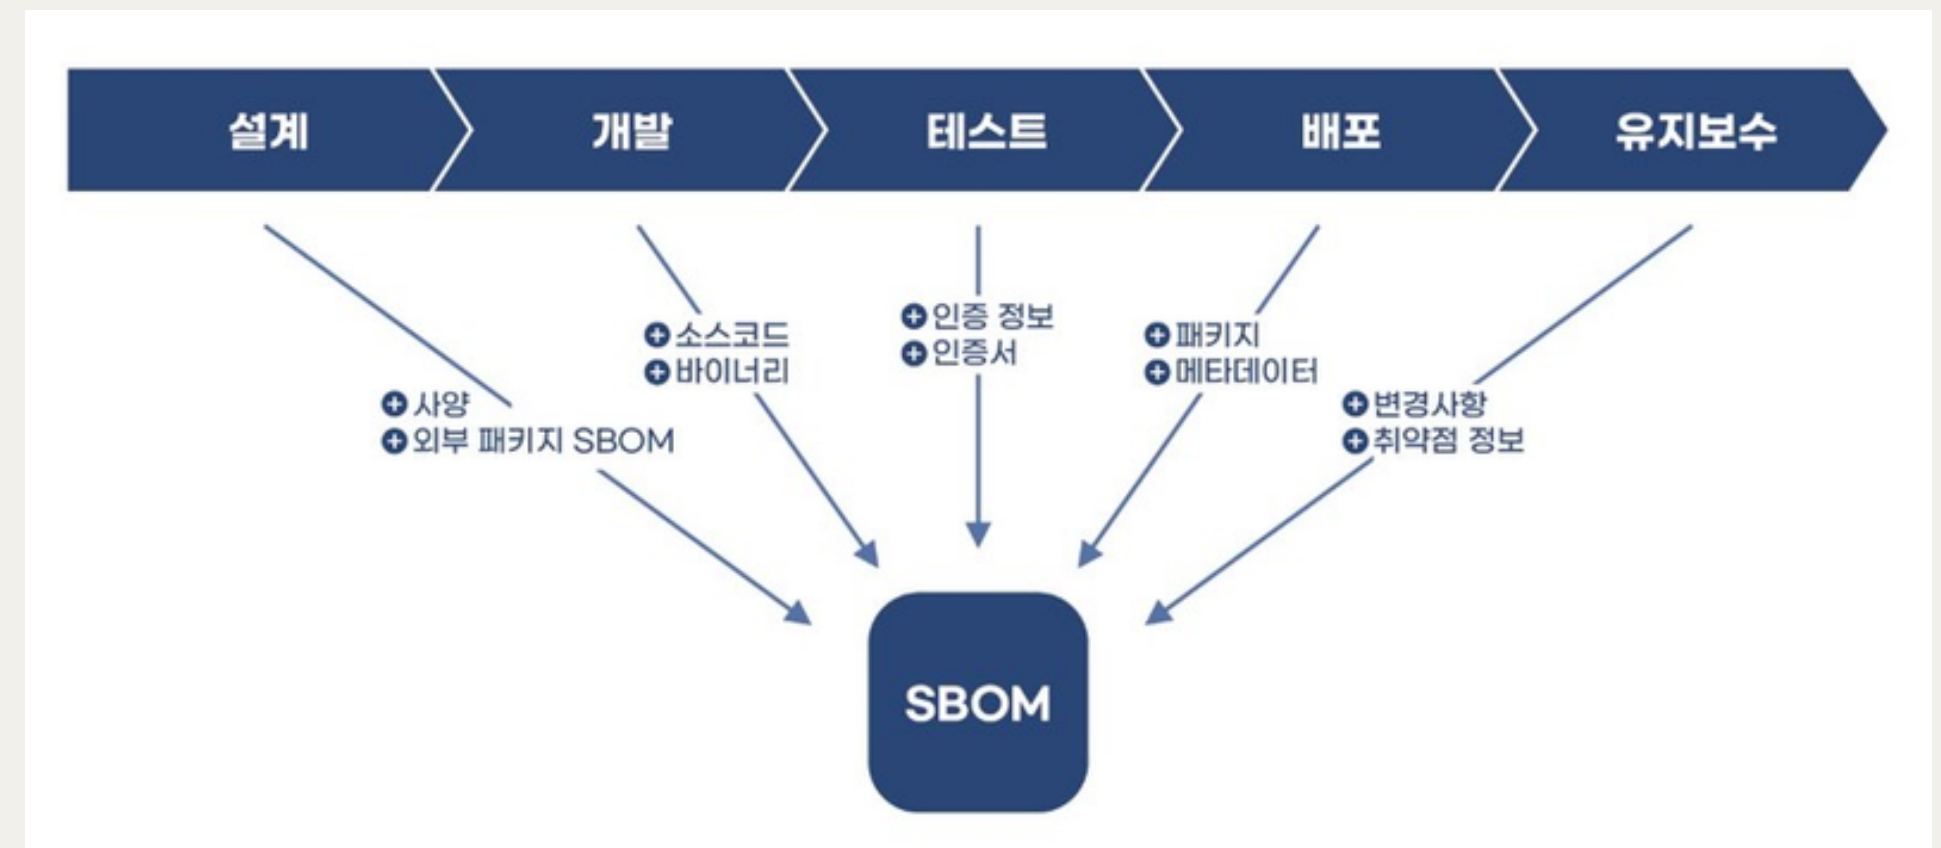 설계
개발
테스트
배포
유지보수
사양
외부 패키지 SBOM
소스코드
바이너리
인증 정보
인증서
패키지
메타데이터
변경사항
취약점 정보
SBOM